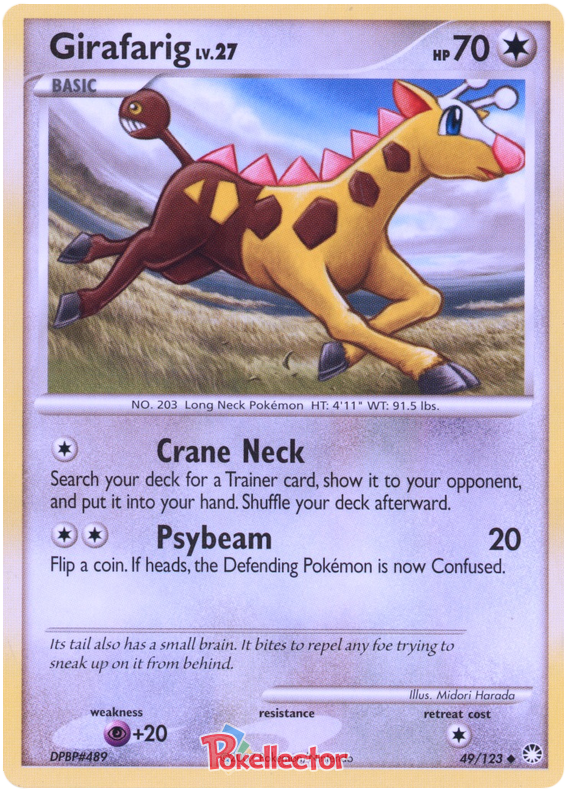 Girafarig LV.27 HP 70
BASIC
NO. 203 Long Neck Pokémon HT: 4'11" WT: 91.5 lbs.
Crane Neck
Search your deck for a Trainer card, show it to your opponent,
and put it into your hand. Shuffle your deck afterward.
Psybeam 20
Flip a coin. If heads, the Defending Pokémon is now Confused.
Its tail also has a small brain. It bites to repel any foe trying to
sneak up on it from behind.
Illus. Midori Harada
weakness resistance retreat cost
+20
DPBP#489 49/123
Pokellector